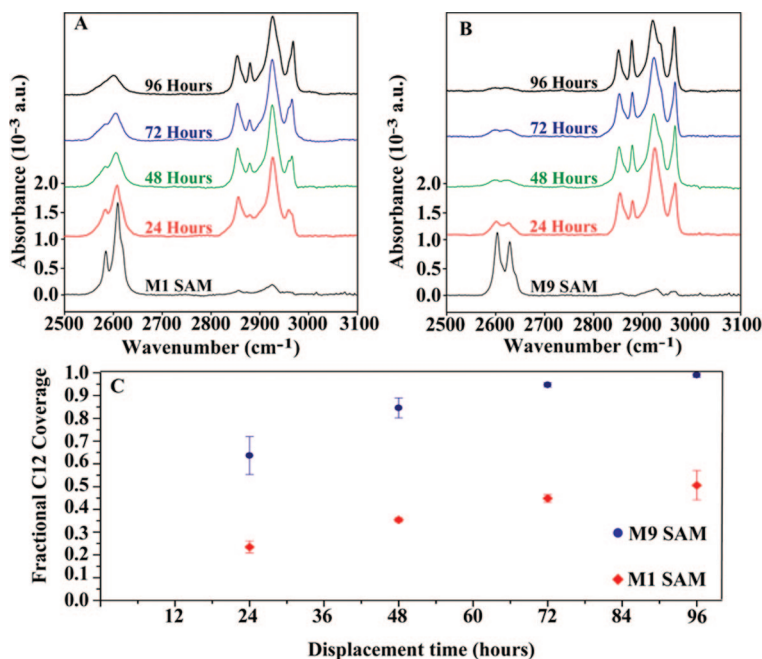 A
96 Hours
72 Hours
48 Hours
24 Hours
M1 SAM
Absorbance (10-3 a.u.)
2.0
1.5
1.0
0.5
0.0
2500 2600 2700 2800 2900 3000 3100
Wavenumber (cm-1)
B
96 Hours
72 Hours
48 Hours
24 Hours
M9 SAM
Absorbance (10-3 a.u.)
2.0
1.5
1.0
0.5
0.0
2500 2600 2700 2800 2900 3000 3100
Wavenumber (cm-1)
C
Fractional C12 Coverage
1.0
0.9
0.8
0.7
0.6
0.5
0.4
0.3
0.2
0.1
0.0
M9 SAM
M1 SAM
12 24 36 48 60 72 84 96
Displacement time (hours)